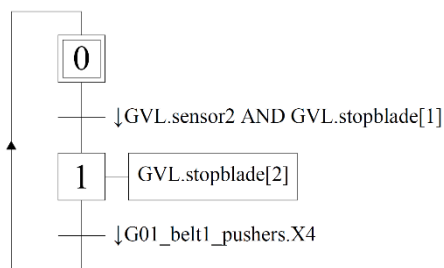 0
↓GVL.sensor2 AND GVL.stopblade[1]
1
GVL.stopblade[2]
↓G01_belt1_pushers.X4